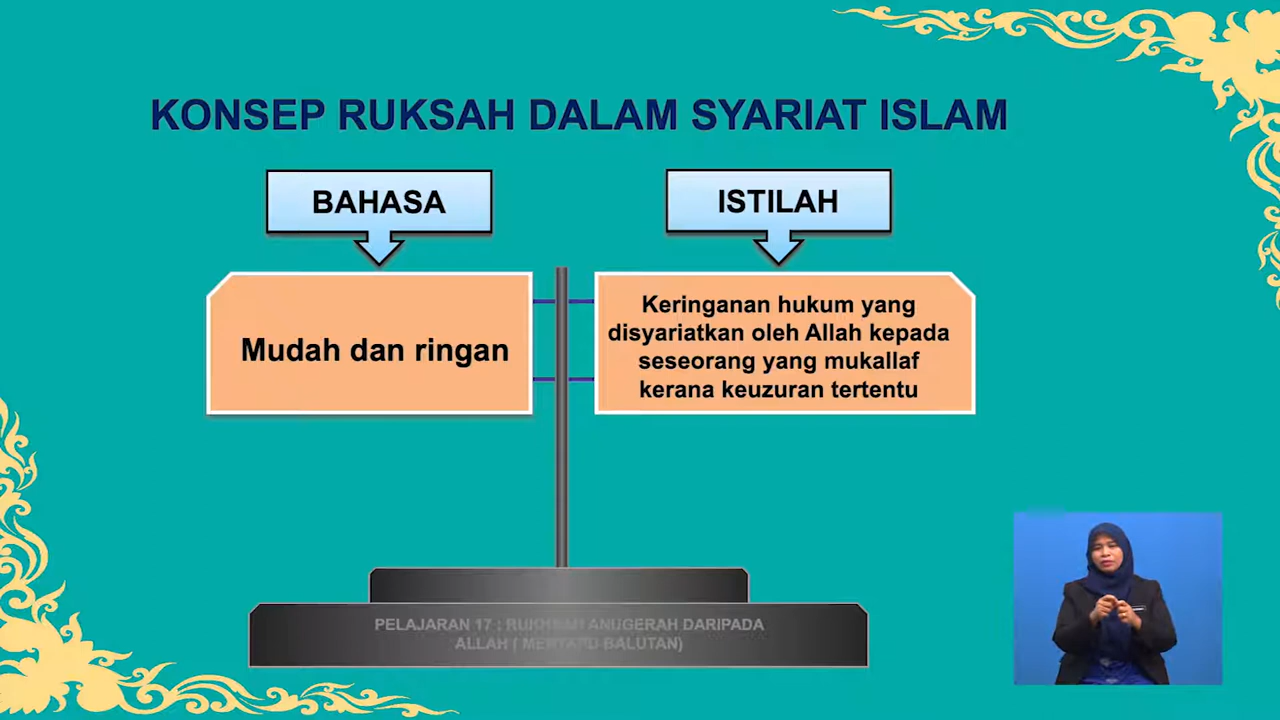 KONSEP RUKSAH DALAM SYARIAT ISLAM
BAHASA
ISTILAH
Mudah dan ringan
Keringanan hukum yang
disyariatkan oleh Allah kepada
seseorang yang mukallaf
kerana keuzuran tertentu
PELAJARAN 17 : ANUGERAH DARIPADA
ALLAH ( BALUTAN)